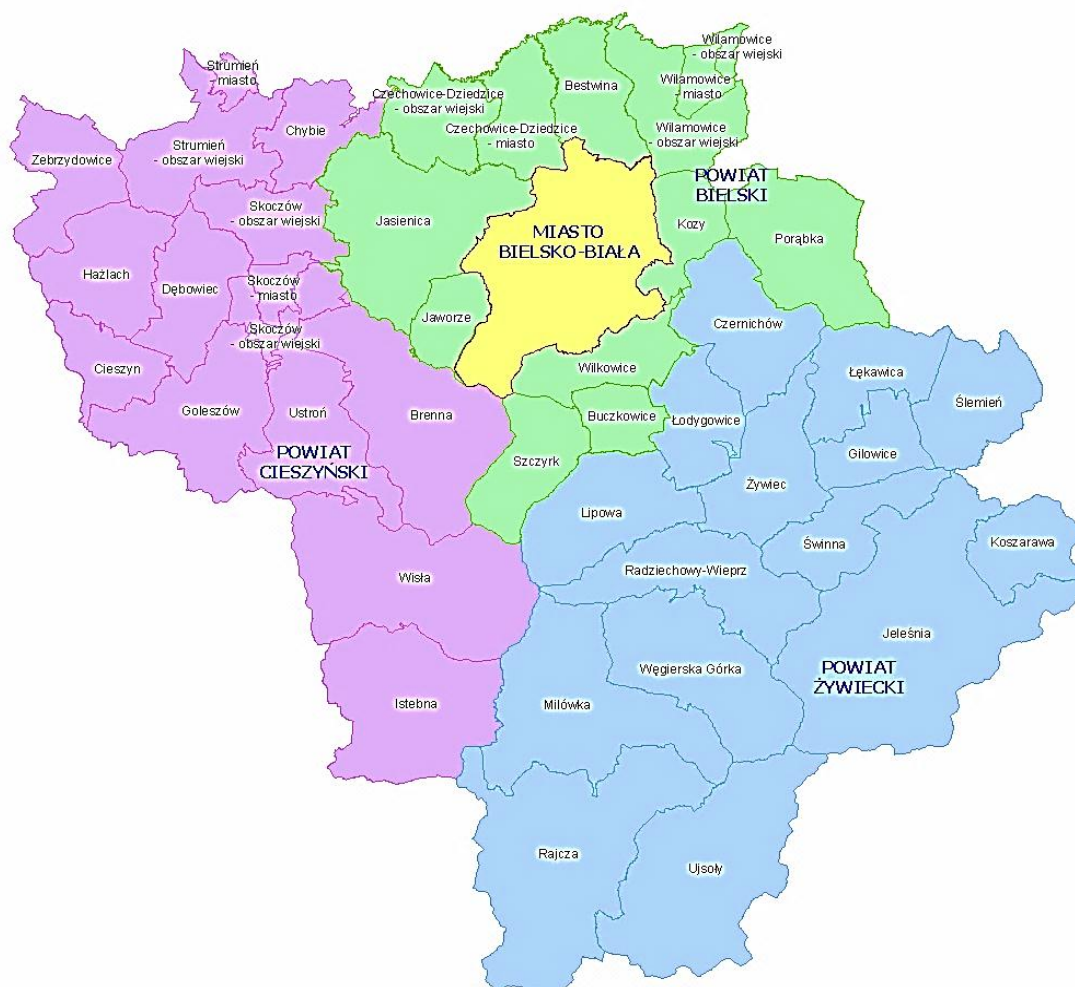 Wilamowice
- obszar wiejski
Strumień
- miasto
Wilamowice
- miasto
Bestwina
Czechowice-Dziedzice
- obszar wiejski
Czechowice-Dziedzice
- miasto
Chybie
Wilamowice
- obszar wiejski
Strumień
- obszar wiejski
Zebrzydowice
POWIAT
BIELSKI
Skoczów
- obszar wiejski
Jasienica
Kozy
MIASTO
BIELSKO-BIAŁA
Porąbka
Hażlach
Dębowiec
Skoczów
- miasto
Jaworze
Czernichów
Skoczów
- obszar wiejski
Cieszyn
Wilkowice
Łękawica
Ślemień
Goleszów
Ustroń
Brenna
Buczkowice
Łodygowice
POWIAT
CIESZYŃSKI
Szczyrk
Gilowice
Żywiec
Lipowa
Świnna
Koszarawa
Radziechowy-Wieprz
Wisła
Jeleśnia
Węgierska Górka
POWIAT
ŻYWIECKI
Istebna
Milówka
Rajcza
Ujsoły